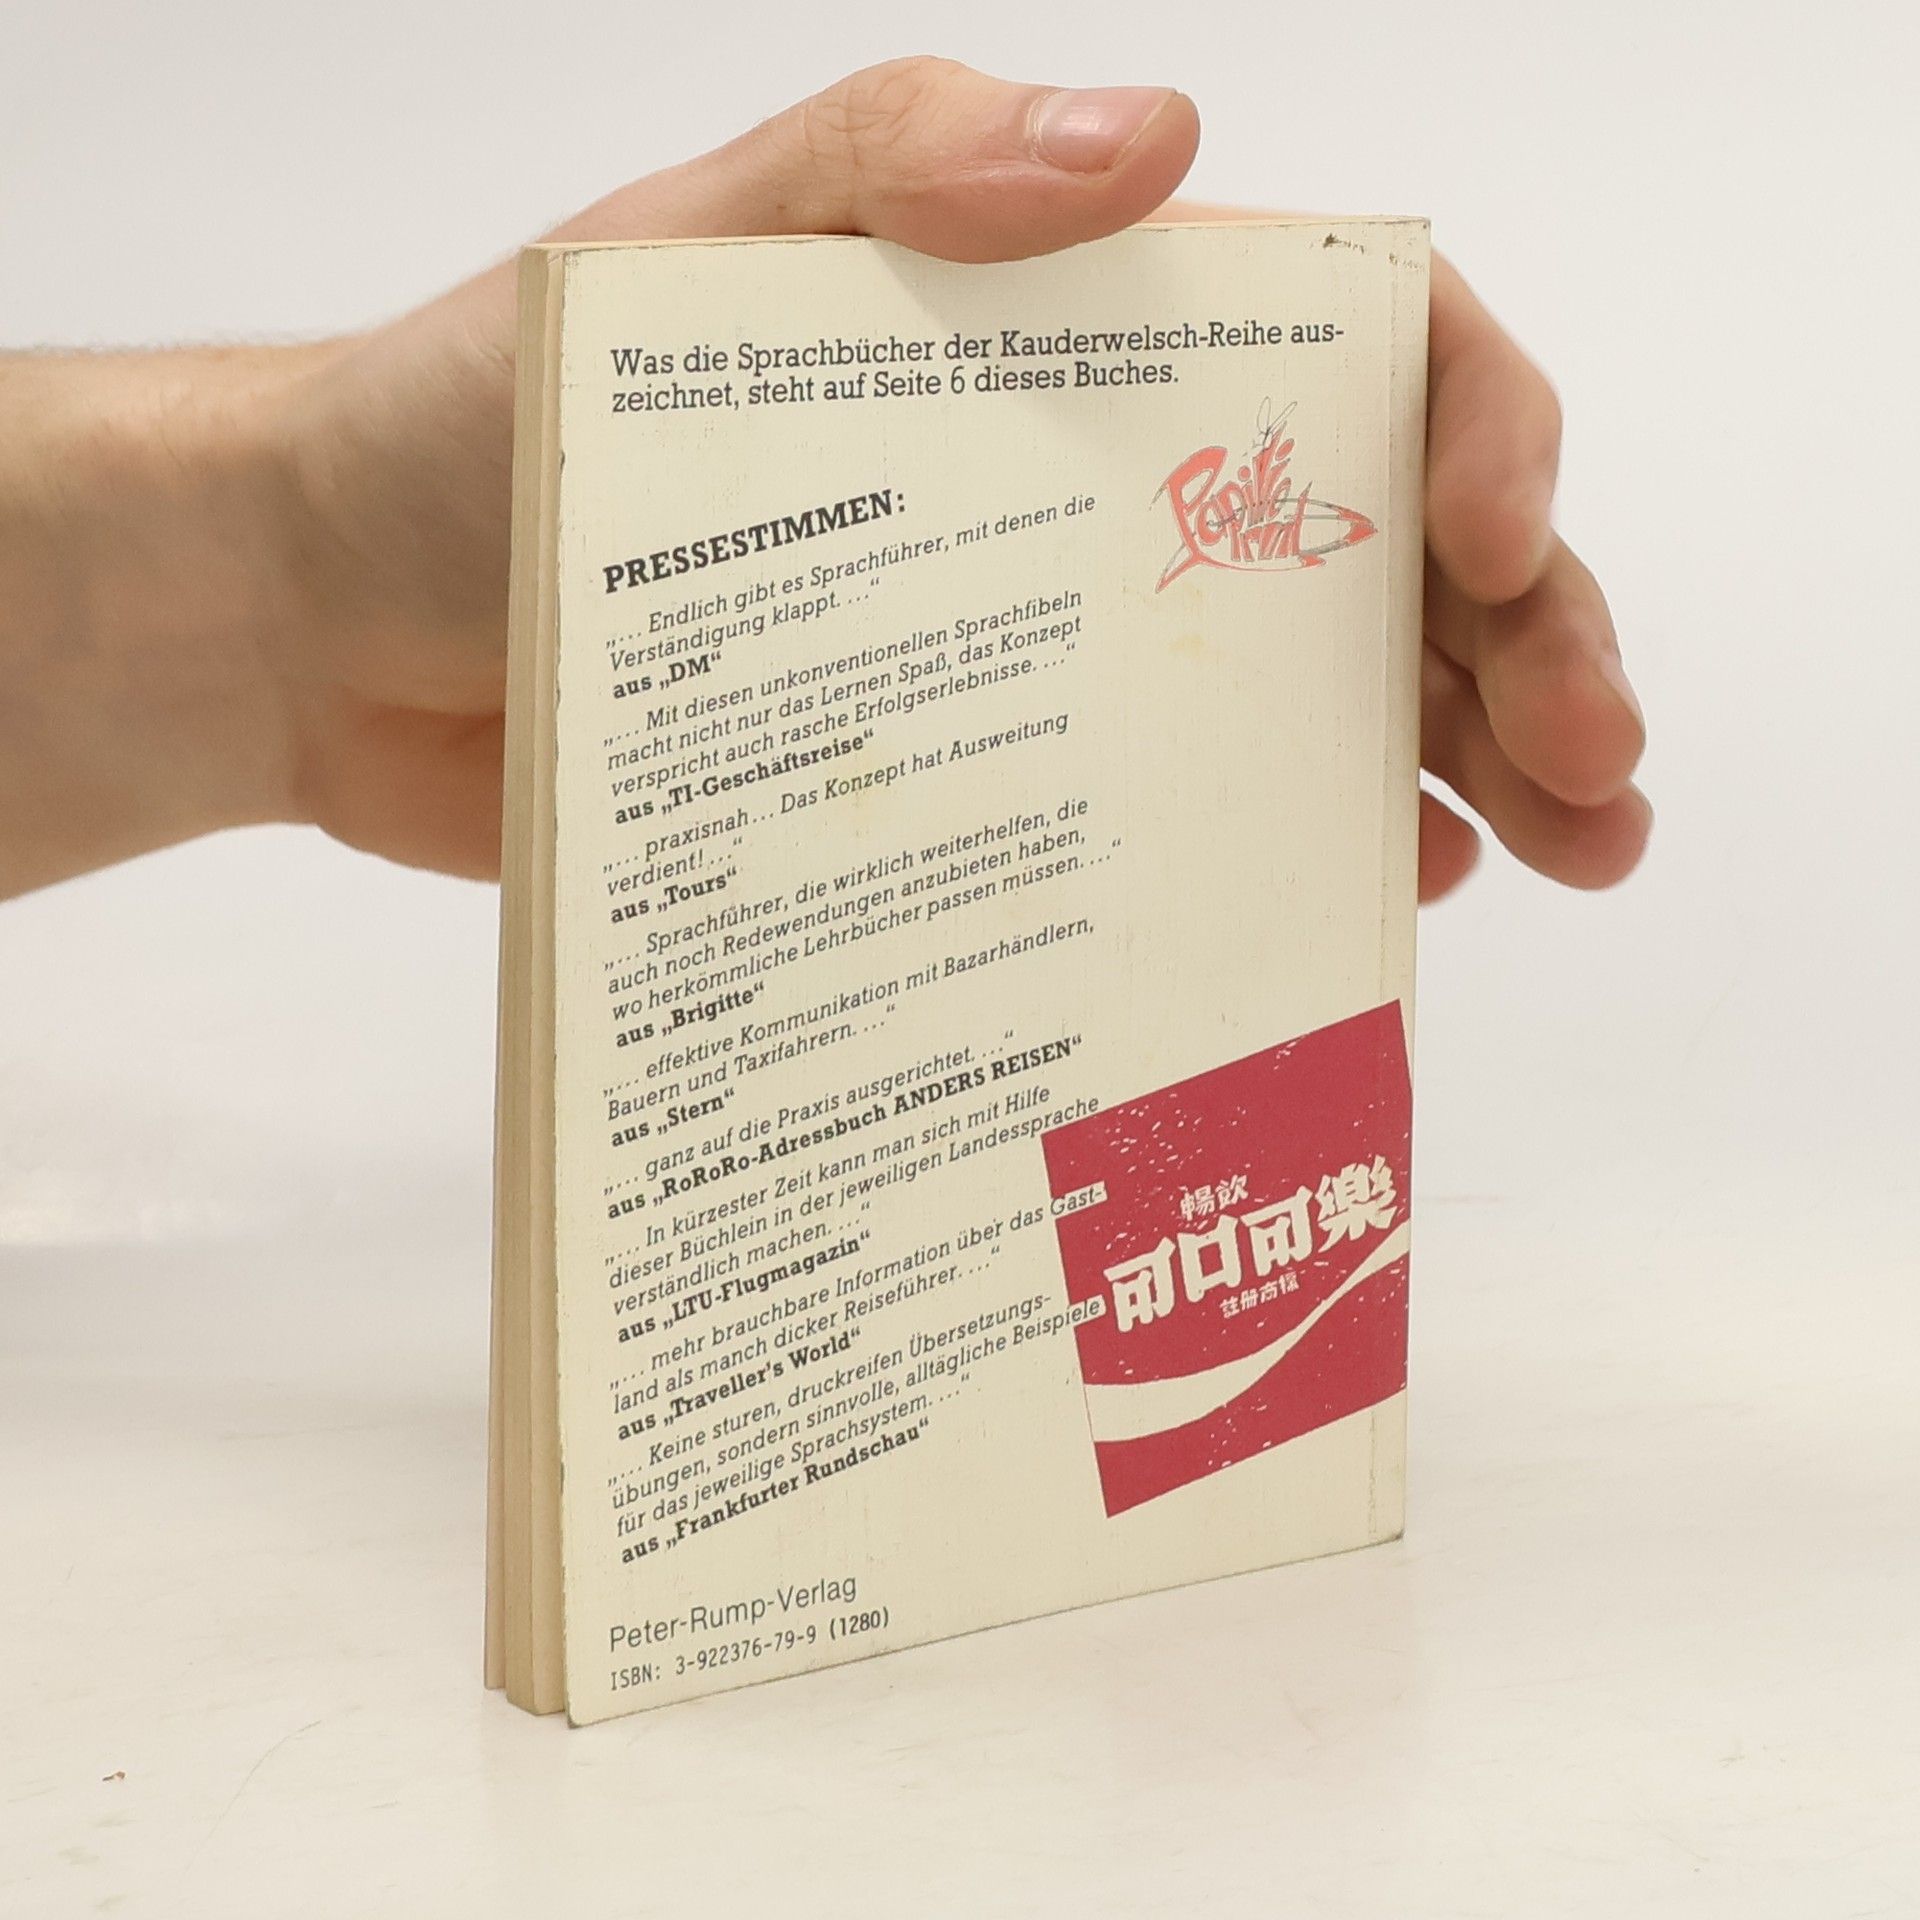 Was die Sprachbücher der Kauderwelsch-Reihe aus-
zeichnet, steht auf Seite 6 dieses Buches.
Papilli
Print
PRESSESTIMMEN:
„... Endlich gibt es Sprachführer, mit denen die
Verständigung klappt. ...“
aus „DM“
„... Mit diesen unkonventionellen Sprachfibeln
macht nicht nur das Lernen Spaß, das Konzept
verspricht auch rasche Erfolgserlebnisse. ...“
aus „TI-Geschäftsreise“
„... praxisnah ... Das Konzept hat Ausweitung
verdient! ...“
aus „Tours“
„... Sprachführer, die wirklich weiterhelfen, die
auch noch Redewendungen anzubieten haben,
wo herkömmliche Lehrbücher passen müssen. ...“
aus „Brigitte“
„... effektive Kommunikation mit Bazarhändlern,
Bauern und Taxifahrern. ...“
aus „Stern“
„... ganz auf die Praxis ausgerichtet. ...“
aus „RoRoRo-Adressbuch ANDERS REISEN“
„... In kürzester Zeit kann man sich mit Hilfe
dieser Büchlein in der jeweiligen Landessprache
verständlich machen. ...“
aus „LTU-Flugmagazin“
„... mehr brauchbare Information über das Gast-
land als manch dicker Reiseführer. ...“
aus „Traveller's World“
„... Keine sturen, druckreifen Übersetzungs-
übungen, sondern sinnvolle, alltägliche Beispiele
für das jeweilige Sprachsystem. ...“
aus „Frankfurter Rundschau“
暢飲
可口可樂
註册商標
Peter-Rump-Verlag
ISBN: 3-922376-79-9 (1280)